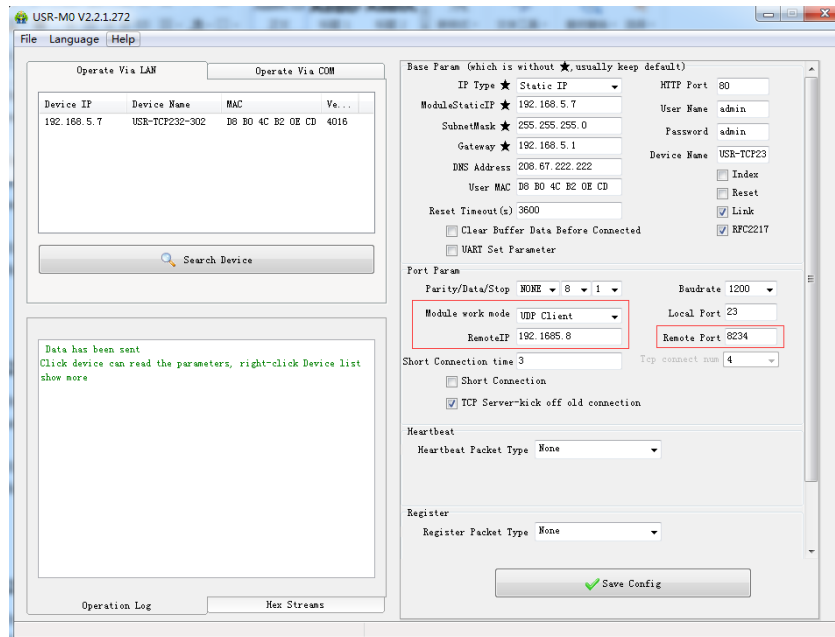 USR-M0 V2.2.1.272
File Language Help
Operate Via LAN Operate Via COM
Device IP Device Name MAC Ve...
192.168.5.7 USR-TCP232-302 D8 B0 4C B2 0E CD 4016
Search Device
Data has been sent
Click device can read the parameters, right-click Device list
show more
Operation Log Hex Streams
Base Param (which is without ★, usually keep default)
IP Type ★ Static IP HTTP Port 80
ModuleStaticIP ★ 192.168.5.7 User Name admin
SubnetMask ★ 255.255.255.0 Password admin
Gateway ★ 192.168.5.1 Device Name USR-TCP23
DNS Address 208.67.222.222 Index
User MAC D8 B0 4C B2 0E CD Reset
Reset Timeout(s) 3600 Link
Clear Buffer Data Before Connected RFC2217
UART Set Parameter
Port Param
Parity/Data/Stop NONE 8 1 Baudrate 1200
Module work mode UDP Client Local Port 23
RemoteIP 192.1685.8 Remote Port 8234
Short Connection time 3 Tcp connect num 4
Short Connection
TCP Server-kick off old connection
Heartbeat
Heartbeat Packet Type None
Register
Register Packet Type None
Save Config